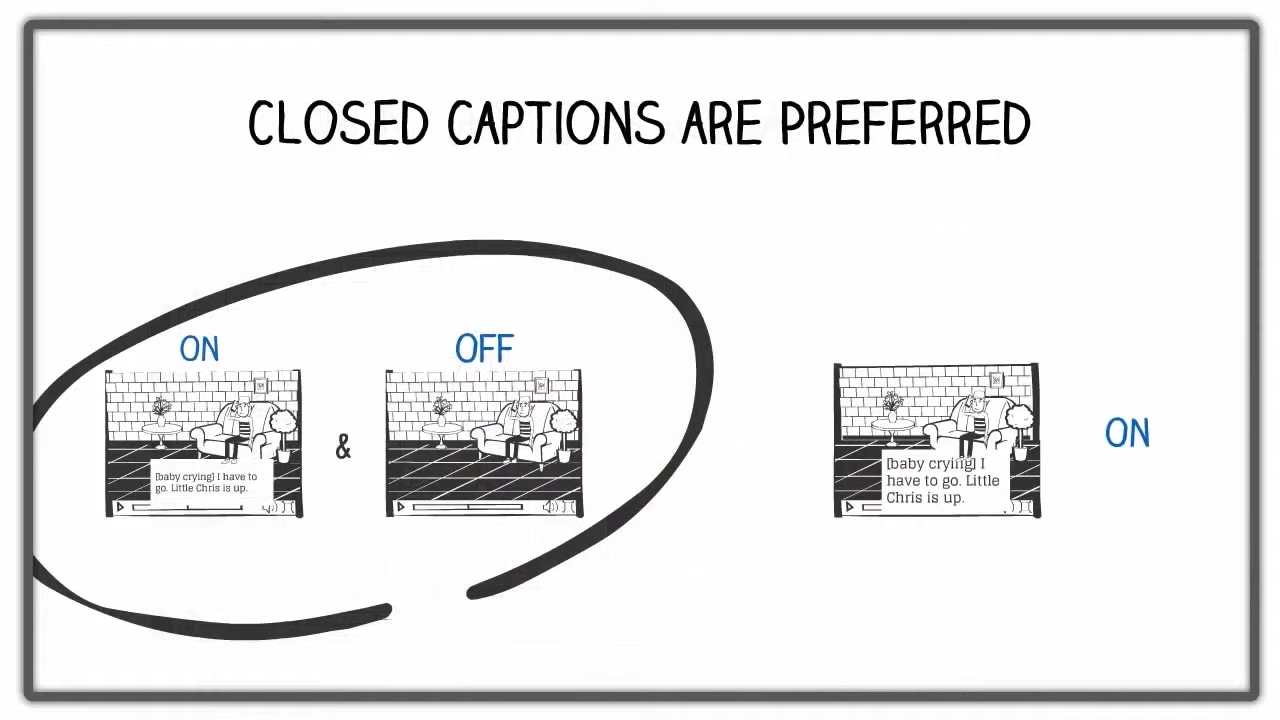 CLOSED CAPTIONS ARE PREFERRED
ON
OFF
[baby crying] I have to
go. Little Chris is up.
&
[baby crying] I
have to go. Little
Chris is up.
ON